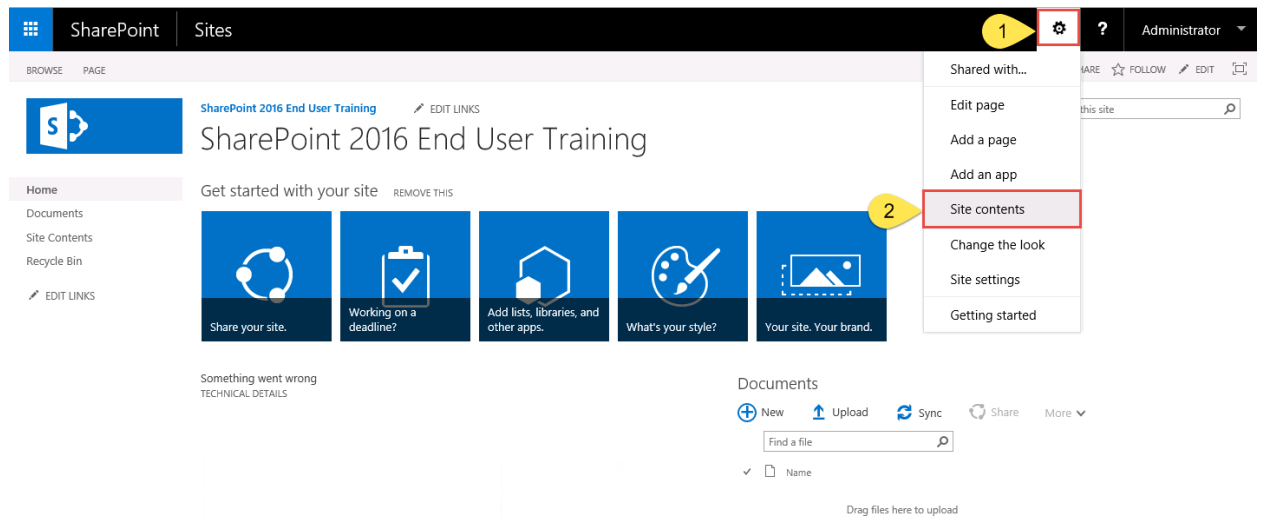 SharePoint Sites 1 ? Administrator
BROWSE PAGE FOLLOW EDIT
Shared with...
Edit page
Add a page
Add an app
2 Site contents
Change the look
Site settings
Getting started
this site
S
SharePoint 2016 End User Training EDIT LINKS
SharePoint 2016 End User Training
Home
Documents
Site Contents
Recycle Bin
EDIT LINKS
Get started with your site REMOVE THIS
Share your site.
Working on a
deadline?
Add lists, libraries, and
other apps.
What's your style?
Your site. Your brand.
Something went wrong
TECHNICAL DETAILS
Documents
New Upload Sync Share More
Find a file
Name
Drag files here to upload